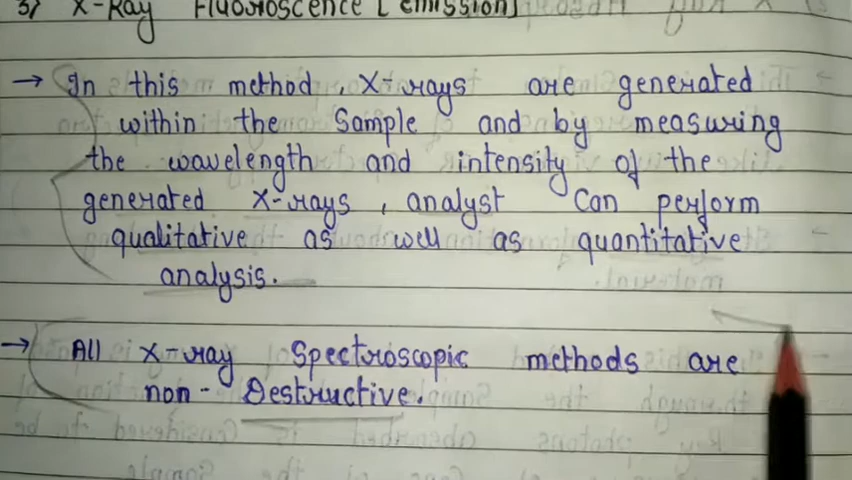 3) X-Ray Fluoroscence [emission]
→ In this method, X-rays are generated
within the Sample and by measuring
the wavelength and intensity of the
generated X-rays, analyst can perform
qualitative as well as quantitative
analysis.
→ All X-ray Spectroscopic methods are
non-Destructive.